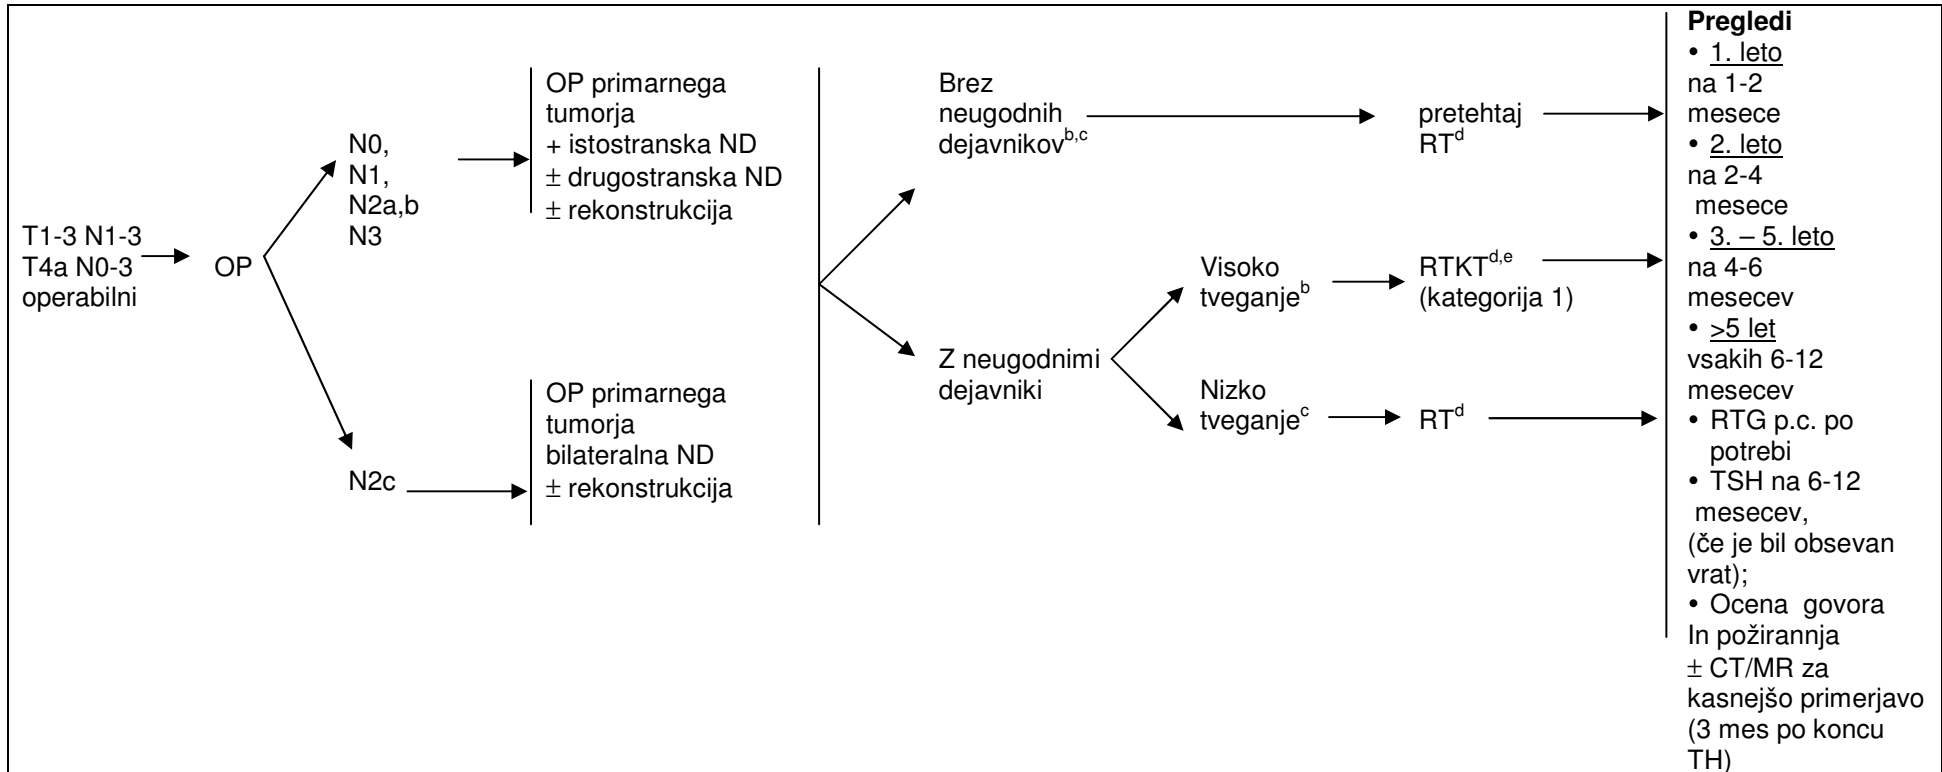 T1-3 N1-3
T4a N0-3
operabilni
OP
N0,
N1,
N2a,b
N3
N2c
OP primarnega
tumorja
+ istostranska ND
± drugostranska ND
± rekonstrukcija
OP primarnega
tumorja
bilateralna ND
± rekonstrukcija
Brez
neugodnih
dejavnikov^b,c
Z neugodnimi
dejavniki
Visoko
tveganje^b
Nizko
tveganje^c
pretehtaj
RT^d
RTKT^d,e
(kategorija 1)
RT^d
Pregledi
• 1. leto
na 1-2
mesece
• 2. leto
na 2-4
mesece
• 3. – 5. leto
na 4-6
mesecev
• >5 let
vsakih 6-12
mesecev
• RTG p.c. po
potrebi
• TSH na 6-12
mesecev,
(če je bil obsevan
vrat);
• Ocena govora
In požirannja
± CT/MR za
kasnejšo primerjavo
(3 mes po koncu
TH)